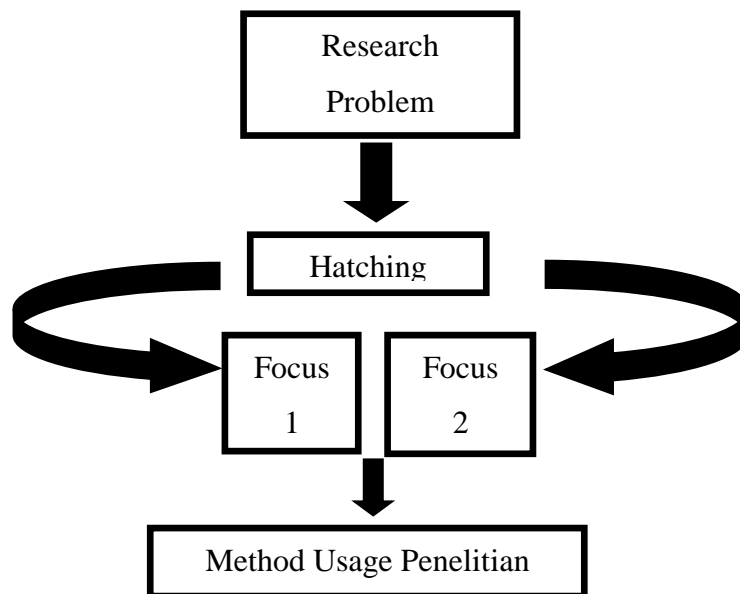 Research
Problem
Hatching
Focus
1
Focus
2
Method Usage Penelitian